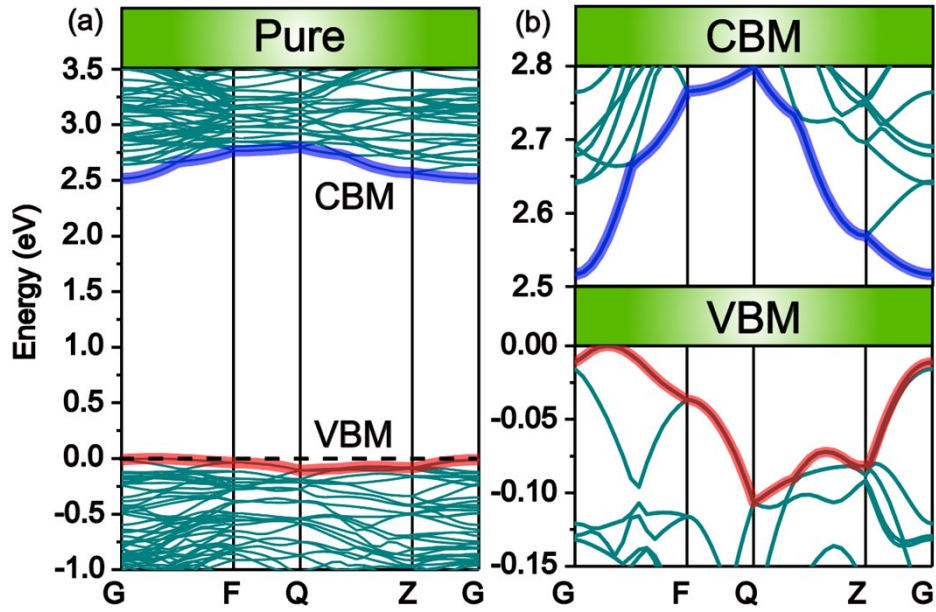 (a)
Pure
3.5
3.0
2.5
2.0
1.5
1.0
0.5
0.0
-0.5
-1.0
Energy (eV)
CBM
VBM
G
F
Q
Z
G
(b)
CBM
2.8
2.7
2.6
2.5
VBM
0.00
-0.05
-0.10
-0.15
G
F
Q
Z
G